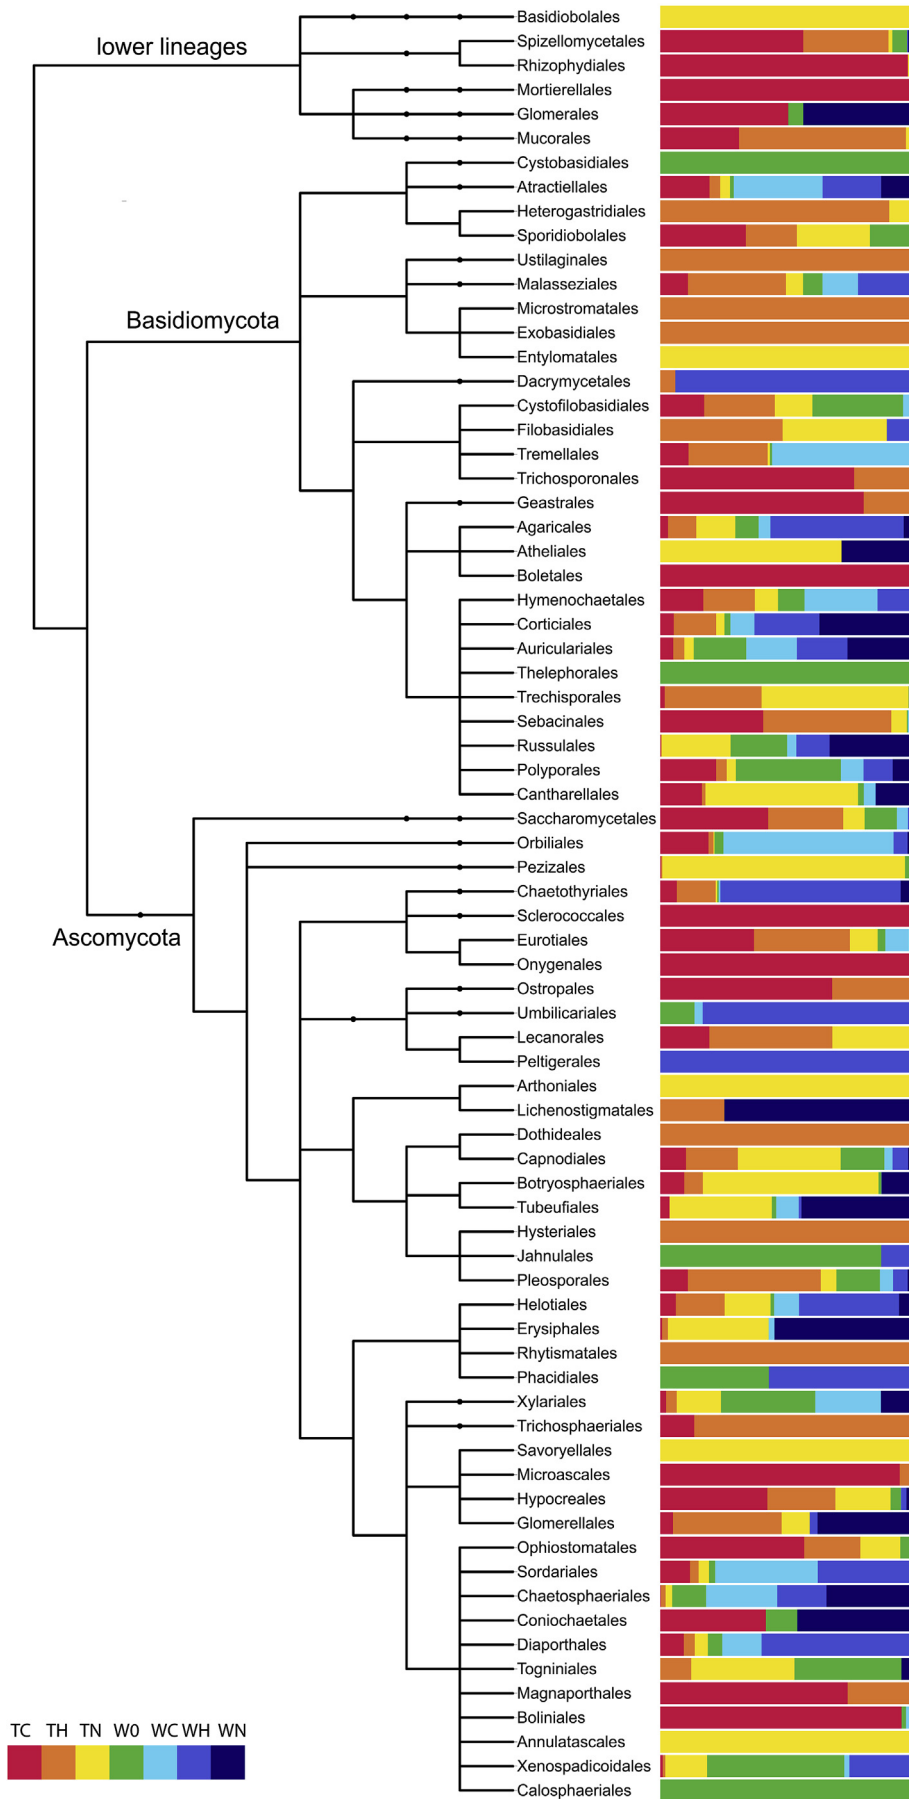 Basidiobolales
Spizellomycetales
lower lineages
Rhizophydiales
Mortierellales
Glomerales
Mucorales
Cystobasidiales
Atractiellales
Heterogastridiales
Sporidiobolales
Ustilaginales
Malasseziales
Microstromatales
Basidiomycota
Exobasidiales
Entylomatales
Dacrymycetales
Cystofilobasidiales
Filobasidiales
Tremellales
Trichosporonales
Geastrales
Agaricales
Atheliales
Boletales
Hymenochaetales
Corticiales
Auriculariales
Thelephorales
Trechisporales
Sebacinales
Russulales
Polyporales
Cantharellales
Saccharomycetales
Orbiliales
Pezizales
Chaetothyriales
Sclerococcales
Ascomycota
Eurotiales
Onygenales
Ostropales
Umbilicariales
Lecanorales
Peltigerales
Arthoniales
Lichenostigmatales
Dothideales
Capnodiales
Botryosphaeriales
Tubeufiales
Hysteriales
Jahnulales
Pleosporales
Helotiales
Erysiphales
Rhytismatales
Phacidiales
Xylariales
Trichosphaeriales
Savoryellales
Microascales
Hypocreales
Glomerellales
Ophiostomatales
Sordariales
Chaetosphaeriales
Coniochaetales
Diaporthales
Togniniales
Magnaporthales
Boliniales
Annulatascales
Xenospadicoidales
Calosphaeriales
TC TH TN W0 WC WH WN